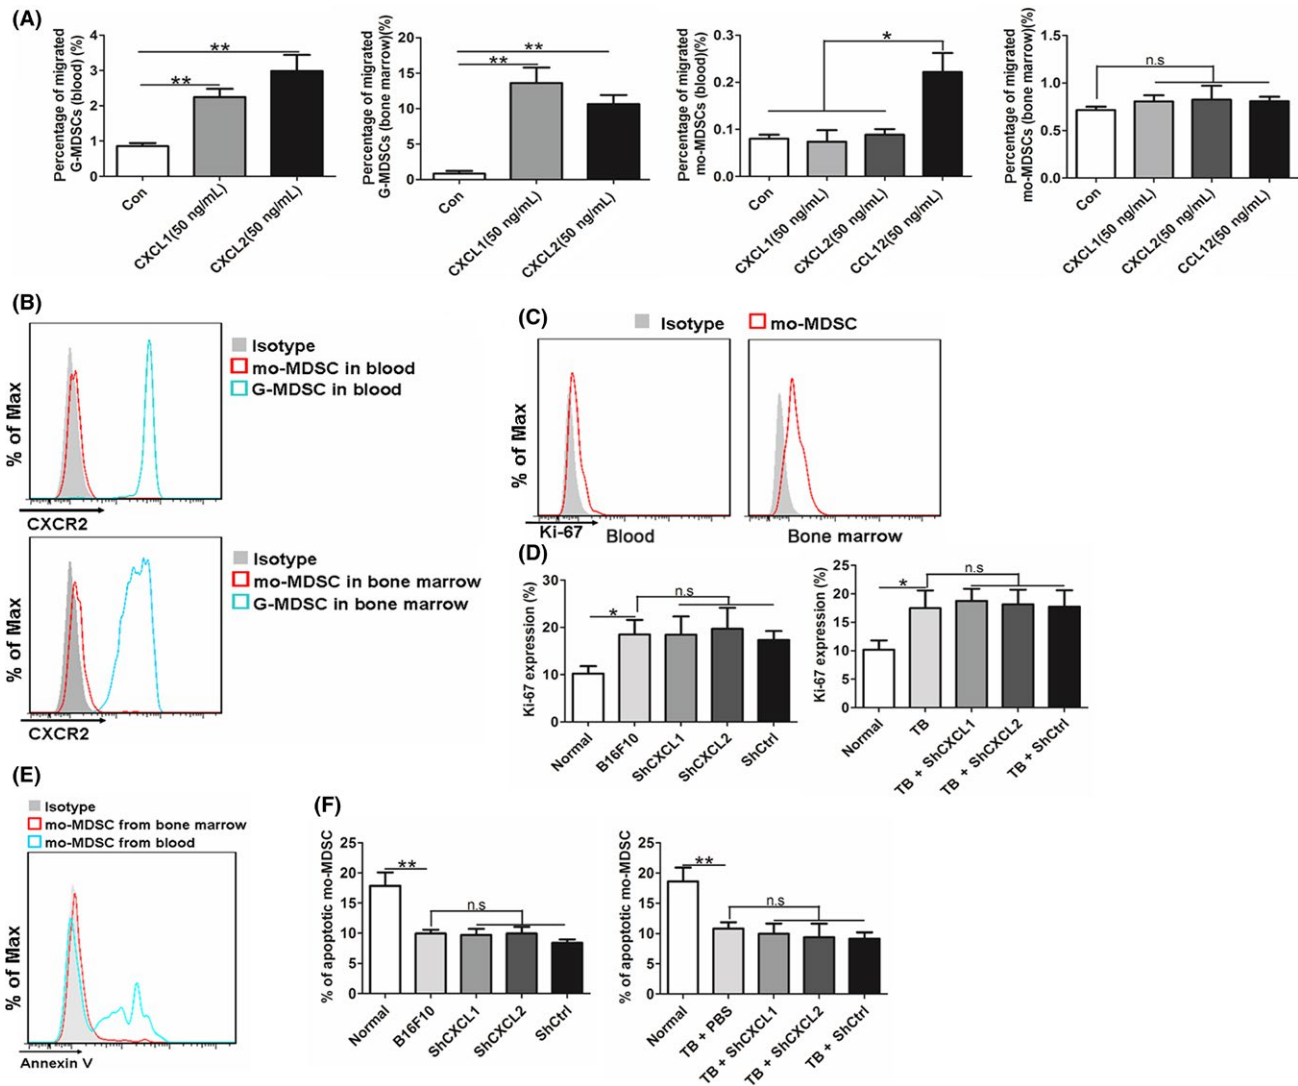 (A)
Percentage of migrated
G-MDSCs (blood) (%)
4
3
2
1
0
**
**
Con
CXCL1(50 ng/mL)
CXCL2(50 ng/mL)
Percentage of migrated
G-MDSCs (bone marrow)(%)
20
15
10
5
0
**
**
Con
CXCL1(50 ng/mL)
CXCL2(50 ng/mL)
Percentage of migrated
mo-MDSCs (blood)(%)
0.3
0.2
0.1
0.0
*
Con
CXCL1(50 ng/mL)
CXCL2(50 ng/mL)
CCL12(50 ng/mL)
Percentage of migrated
mo-MDSCs (bone marrow)(%)
1.5
1.0
0.5
0.0
n.s
Con
CXCL1(50 ng/mL)
CXCL2(50 ng/mL)
CCL12(50 ng/mL)
(B)
% of Max
CXCR2
Isotype
mo-MDSC in blood
G-MDSC in blood
% of Max
CXCR2
Isotype
mo-MDSC in bone marrow
G-MDSC in bone marrow
(C)
Isotype
mo-MDSC
% of Max
Ki-67
Blood
Bone marrow
(D)
Ki-67 expression (%)
30
20
10
0
*
n.s
Normal
B16F10
ShCXCL1
ShCXCL2
ShCtrl
Ki-67 expression (%)
25
20
15
10
5
0
*
n.s
Normal
TB
TB + ShCXCL1
TB + ShCXCL2
TB + ShCtrl
(E)
Isotype
mo-MDSC from bone marrow
mo-MDSC from blood
% of Max
Annexin V
(F)
% of apoptotic mo-MDSC
25
20
15
10
5
0
**
n.s
Normal
B16F10
ShCXCL1
ShCXCL2
ShCtrl
% of apoptotic mo-MDSC
25
20
15
10
5
0
**
n.s
Normal
TB + PBS
TB + ShCXCL1
TB + ShCXCL2
TB + ShCtrl